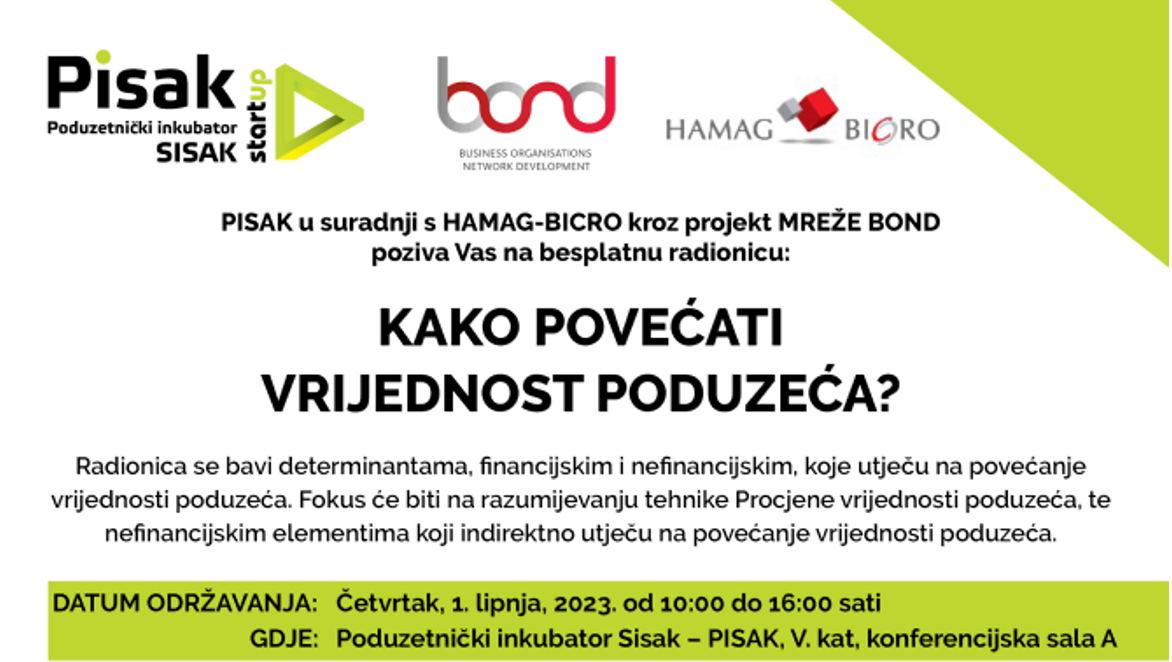 Pisak
Poduzetnički inkubator
SISAK
startup
bond
BUSINESS ORGANISATIONS
NETWORK DEVELOPMENT
HAMAG BICRO
PISAK u suradnji s HAMAG-BICRO kroz projekt MREŽE BOND
poziva Vas na besplatnu radionicu:
KAKO POVEĆATI
VRIJEDNOST PODUZEĆA?
Radionica se bavi determinantama, financijskim i nefinancijskim, koje utječu na povećanje
vrijednosti poduzeća. Fokus će biti na razumijevanju tehnike Procjene vrijednosti poduzeća, te
nefinancijskim elementima koji indirektno utječu na povećanje vrijednosti poduzeća.
DATUM ODRŽAVANJA: Četvrtak, 1. lipnja, 2023. od 10:00 do 16:00 sati
GDJE: Poduzetnički inkubator Sisak – PISAK, V. kat, konferencijska sala A